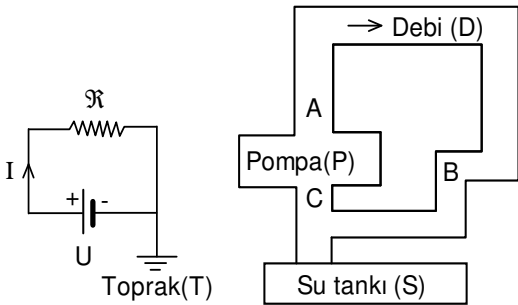 ℜ
I
+ -
U
Toprak(T)
Debi (D)
A
Pompa(P)
B
C
Su tankı (S)